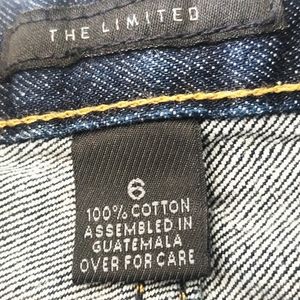 THE LIMITED
6
100% COTTON
ASSEMBLED IN
GUATEMALA
OVER FOR CARE